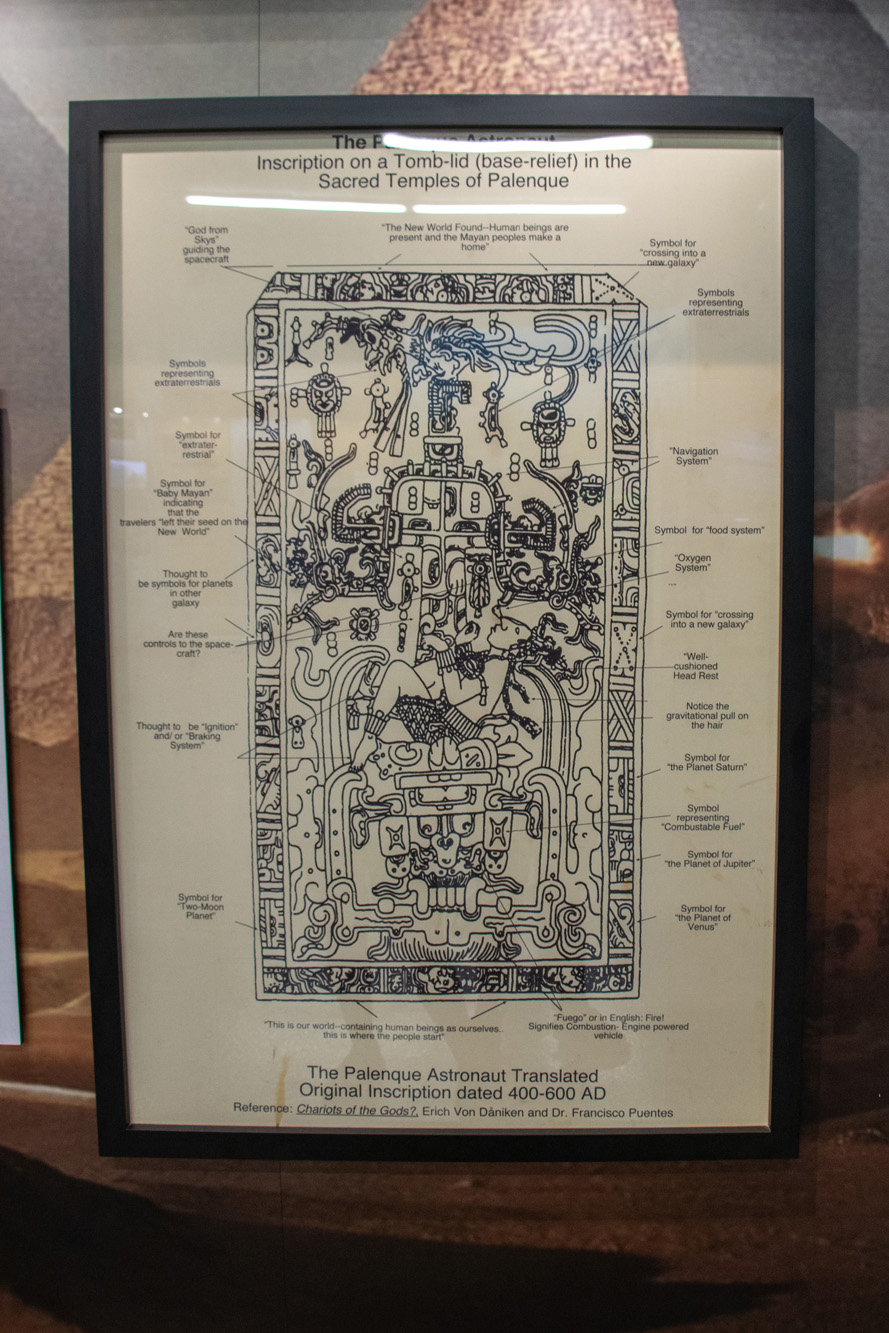 The Palenque Astronaut
Inscription on a Tomb-lid (base-relief) in the
Sacred Temples of Palenque
"God from
Skys"
guiding the
spacecraft
"The New World Found--Human beings are
present and the Mayan peoples make a
home"
Symbol for
"crossing into a
new galaxy"
Symbols
representing
extraterrestrials
Symbols
representing
extraterrestrials
Symbol for
"extrater-
restrial"
"Navigation
System"
Symbol for
"Baby Mayan"
indicating
that the
travelers "left their seed on the
New World"
Symbol for "food system"
"Oxygen
System"
Thought to
be symbols for planets
in other
galaxy
Symbol for "crossing
into a new galaxy"
Are these
controls to the space-
craft?
"Well-
cushioned
Head Rest
Notice the
gravitational pull on
the hair
Thought to be "Ignition"
and/ or "Braking
System"
Symbol for
"the Planet Saturn"
Symbol
representing
"Combustable Fuel"
Symbol for
"the Planet of Jupiter"
Symbol for
"Two-Moon
Planet"
Symbol for
"the Planet of
Venus"
"This is our world--containing human beings as ourselves..
this is where the people start"
"Fuego" or in English: Fire!
Signifies Combustion- Engine powered
vehicle
The Palenque Astronaut Translated
Original Inscription dated 400-600 AD
Reference: Chariots of the Gods?, Erich Von Dåniken and Dr. Francisco Puentes